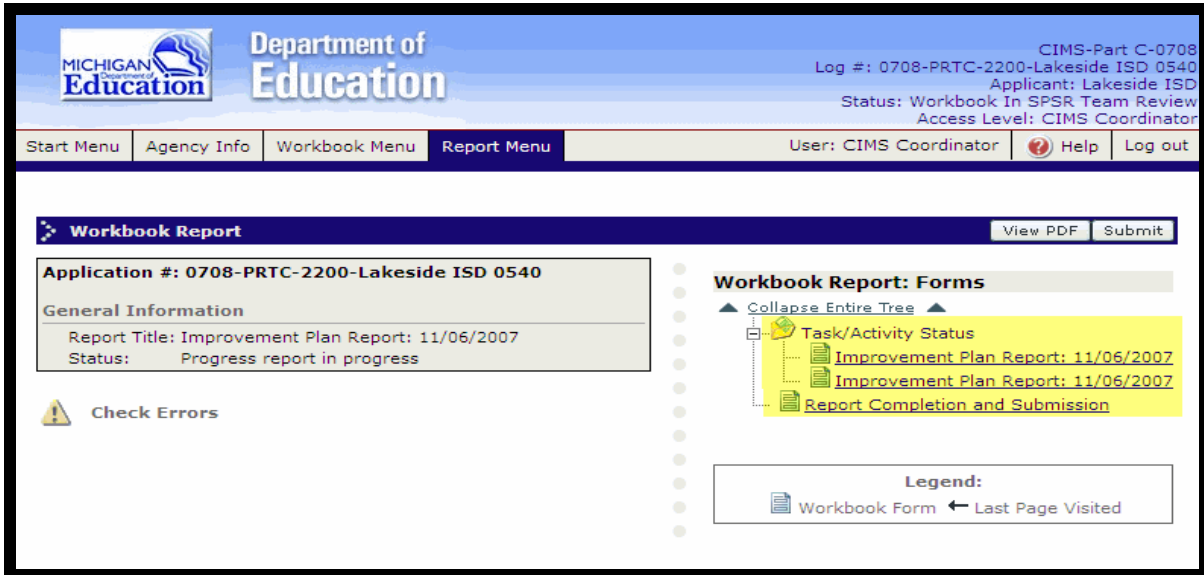 MICHIGAN
Department of
Education
Department of
Education
CIMS-Part C-0708
Log #: 0708-PRTC-2200-Lakeside ISD 0540
Applicant: Lakeside ISD
Status: Workbook In SPSR Team Review
Access Level: CIMS Coordinator
Start Menu Agency Info Workbook Menu Report Menu User: CIMS Coordinator Help Log out
Workbook Report View PDF Submit
Application #: 0708-PRTC-2200-Lakeside ISD 0540
General Information
Report Title: Improvement Plan Report: 11/06/2007
Status: Progress report in progress
Check Errors
Workbook Report: Forms
Collapse Entire Tree
Task/Activity Status
Improvement Plan Report: 11/06/2007
Improvement Plan Report: 11/06/2007
Report Completion and Submission
Legend:
Workbook Form Last Page Visited